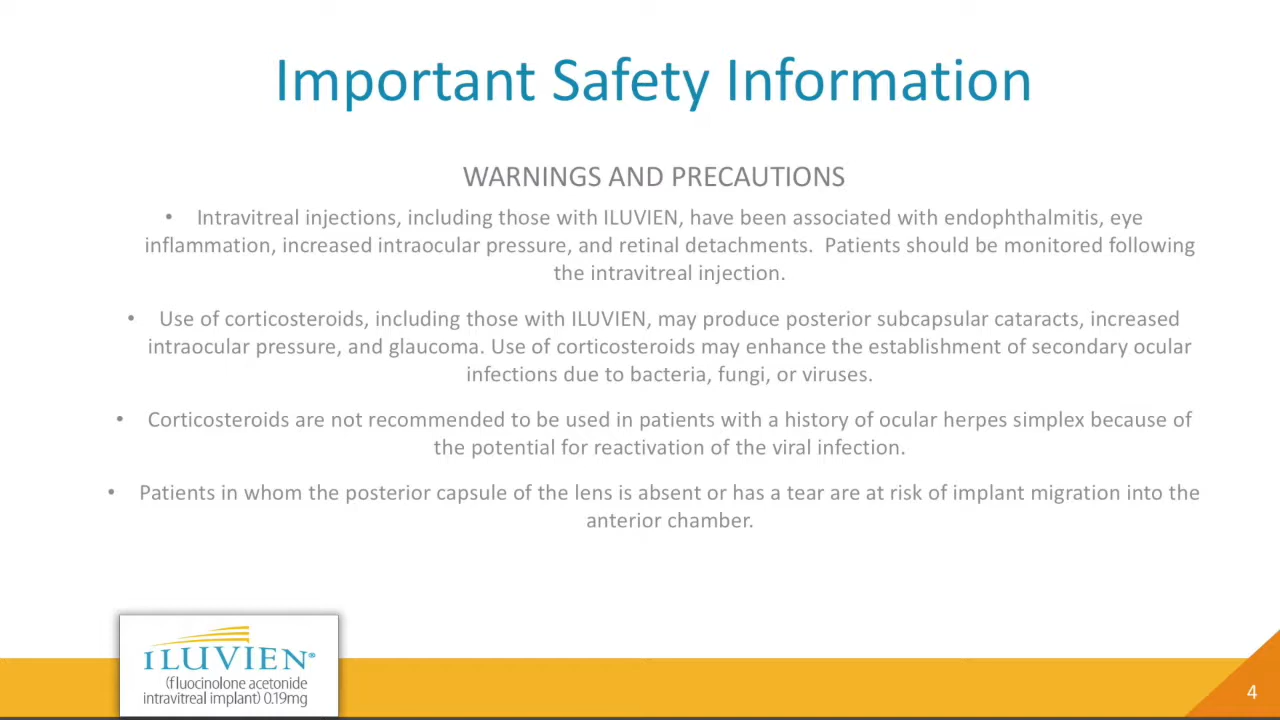 Important Safety Information
WARNINGS AND PRECAUTIONS
• Intravitreal injections, including those with ILUVIEN, have been associated with endophthalmitis, eye
inflammation, increased intraocular pressure, and retinal detachments.  Patients should be monitored following
the intravitreal injection.
• Use of corticosteroids, including those with ILUVIEN, may produce posterior subcapsular cataracts, increased
intraocular pressure, and glaucoma. Use of corticosteroids may enhance the establishment of secondary ocular
infections due to bacteria, fungi, or viruses.
• Corticosteroids are not recommended to be used in patients with a history of ocular herpes simplex because of
the potential for reactivation of the viral infection.
• Patients in whom the posterior capsule of the lens is absent or has a tear are at risk of implant migration into the
anterior chamber.
ILUVIEN®
(fluocinolone acetonide
intravitreal implant) 0.19mg
4